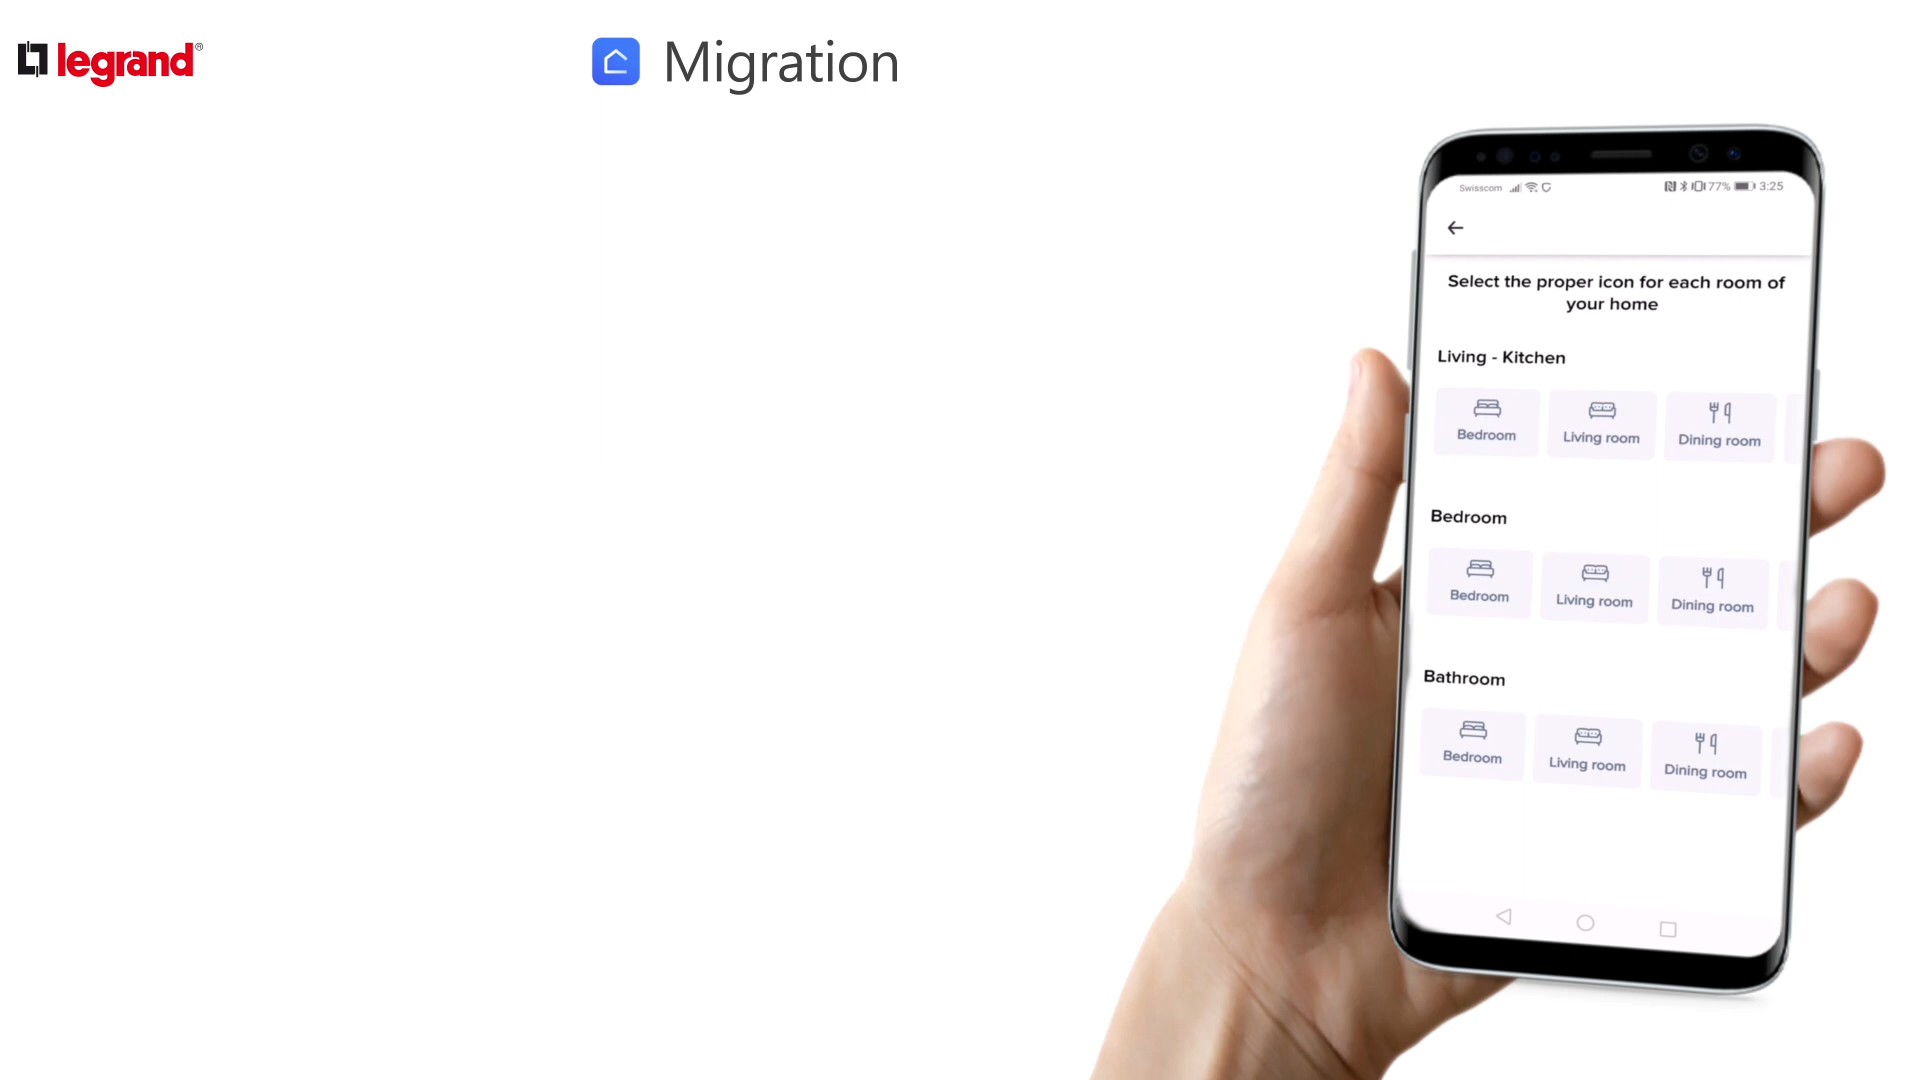 legrand®
Migration
Swisscom
77% 3:25
Select the proper icon for each room of
your home
Living - Kitchen
Bedroom Living room Dining room
Bedroom
Bedroom Living room Dining room
Bathroom
Bedroom Living room Dining room